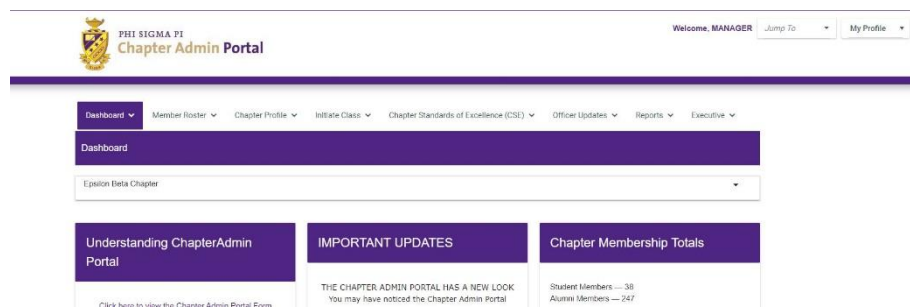 PHI SIGMA PI
Chapter Admin Portal
Welcome, MANAGER
Jump To
My Profile
Dashboard
Member Roster
Chapter Profile
Initiate Class
Chapter Standards of Excellence (CSE)
Officer Updates
Reports
Executive
Dashboard
Epsilon Beta Chapter
Understanding ChapterAdmin
Portal
Click here to view the Chapter Admin Portal Form
IMPORTANT UPDATES
THE CHAPTER ADMIN PORTAL HAS A NEW LOOK
You may have noticed the Chapter Admin Portal
Chapter Membership Totals
Student Members — 38
Alumni Members — 247